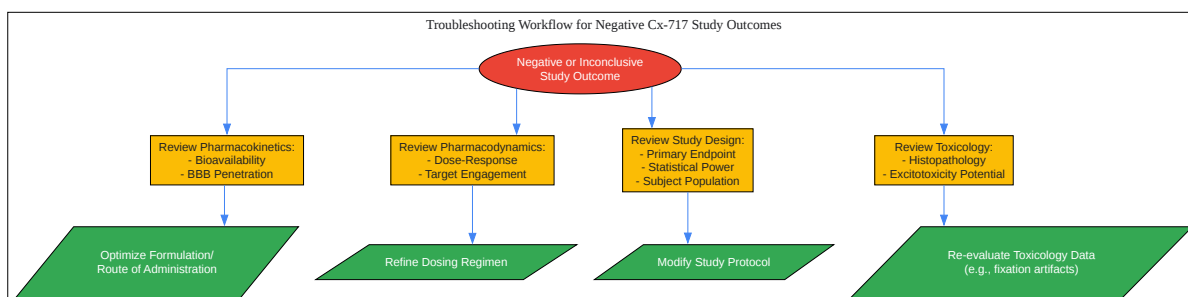 Troubleshooting Workflow for Negative Cx-717 Study Outcomes
Negative or Inconclusive
Study Outcome
Review Pharmacokinetics:
- Bioavailability
- BBB Penetration
Review Pharmacodynamics:
- Dose-Response
- Target Engagement
Review Study Design:
- Primary Endpoint
- Statistical Power
- Subject Population
Review Toxicology:
- Histopathology
- Excitotoxicity Potential
Optimize Formulation/
Route of Administration
Refine Dosing Regimen
Modify Study Protocol
Re-evaluate Toxicology Data
(e.g., fixation artifacts)